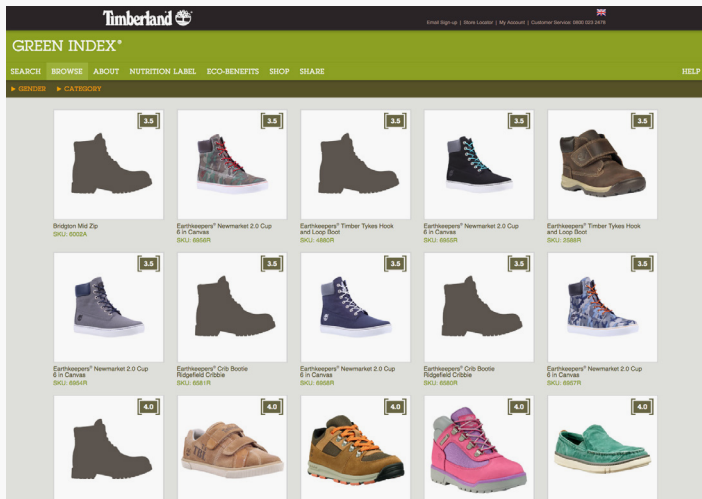 Timberland
Email Sign-up | Store Locator | My Account | Customer Service: 0800 023 2478
GREEN INDEX®
SEARCH BROWSE ABOUT NUTRITION LABEL ECO-BENEFITS SHOP SHARE HELP
GENDER CATEGORY
3.5 3.5 3.5 3.5 3.5
Bridgton Mid Zip
SKU: 6002A
Earthkeepers® Newmarket 2.0 Cup
6 in Canvas
SKU: 6956R
Earthkeepers® Timber Tykes Hook
and Loop Boot
SKU: 4880R
Earthkeepers® Newmarket 2.0 Cup
6 in Canvas
SKU: 6955R
Earthkeepers® Timber Tykes Hook
and Loop Boot
SKU: 2588R
3.5 3.5 3.5 3.5 3.5
Earthkeepers® Newmarket 2.0 Cup
6 in Canvas
SKU: 6954R
Earthkeepers® Crib Bootie
Ridgefield Cribbie
SKU: 6581R
Earthkeepers® Newmarket 2.0 Cup
6 in Canvas
SKU: 6958R
Earthkeepers® Crib Bootie
Ridgefield Cribbie
SKU: 6580R
Earthkeepers® Newmarket 2.0 Cup
6 in Canvas
SKU: 6957R
4.0 4.0 4.0 4.0 4.0